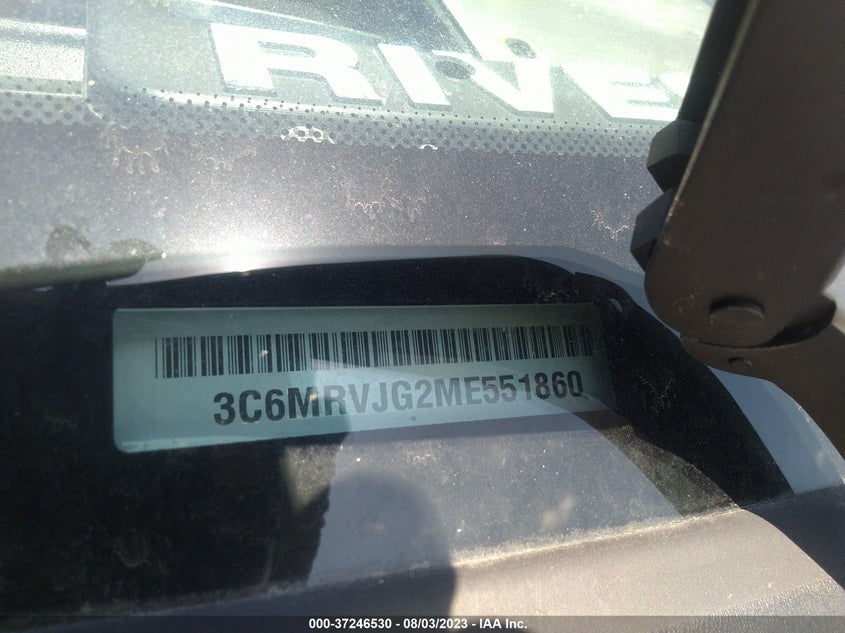 RIVE
3C6MRVJG2ME551860
000-37246530 - 08/03/2023 - IAA Inc.